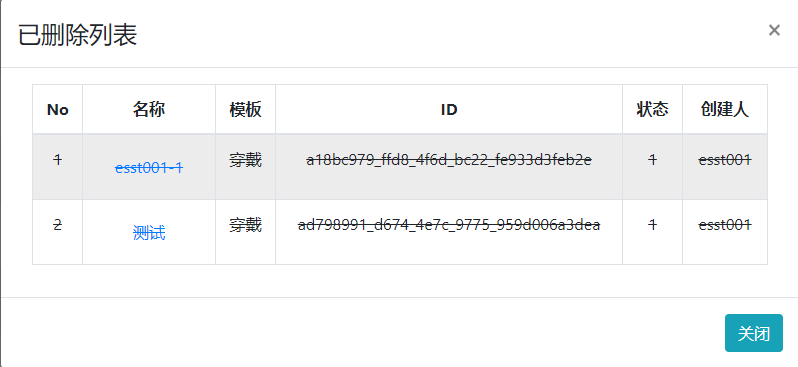 已删除列表 ×
No 名称 模板 ID 状态 创建人
1 esst001-1 穿戴 a18bc979_ffd8_4f6d_bc22_fe933d3feb2e 1 esst001
2 测试 穿戴 ad798991_d674_4e7c_9775_959d006a3dea 1 esst001
关闭